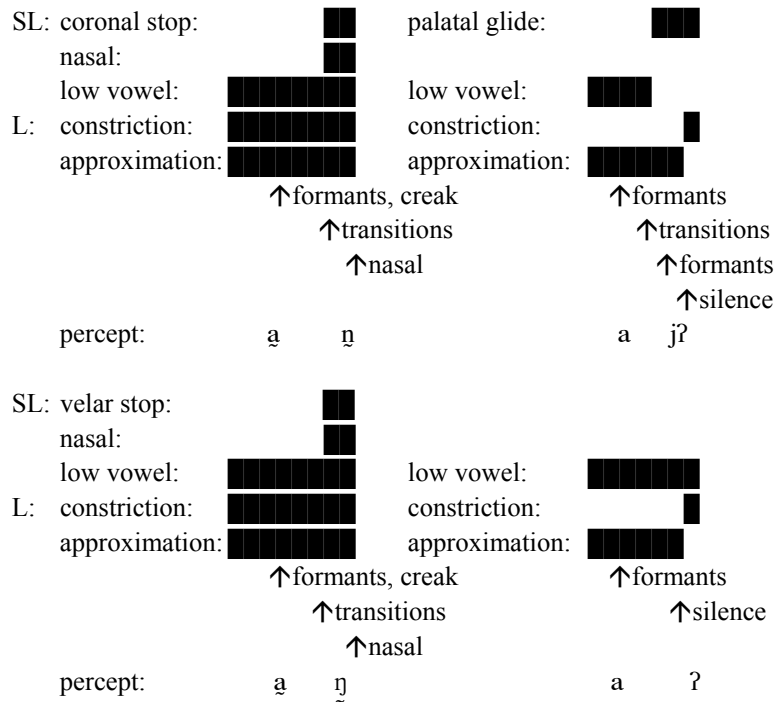 SL: coronal stop: palatal glide:
nasal:
low vowel: low vowel:
L: constriction: constriction:
approximation: approximation:
↑formants, creak ↑formants
↑transitions ↑transitions
↑nasal ↑formants
↑silence
percept: a̰ n̰ a jʔ
SL: velar stop:
nasal:
low vowel: low vowel:
L: constriction: constriction:
approximation: approximation:
↑formants, creak ↑formants
↑transitions ↑silence
↑nasal
percept: a̰ ŋ̰ a ʔ